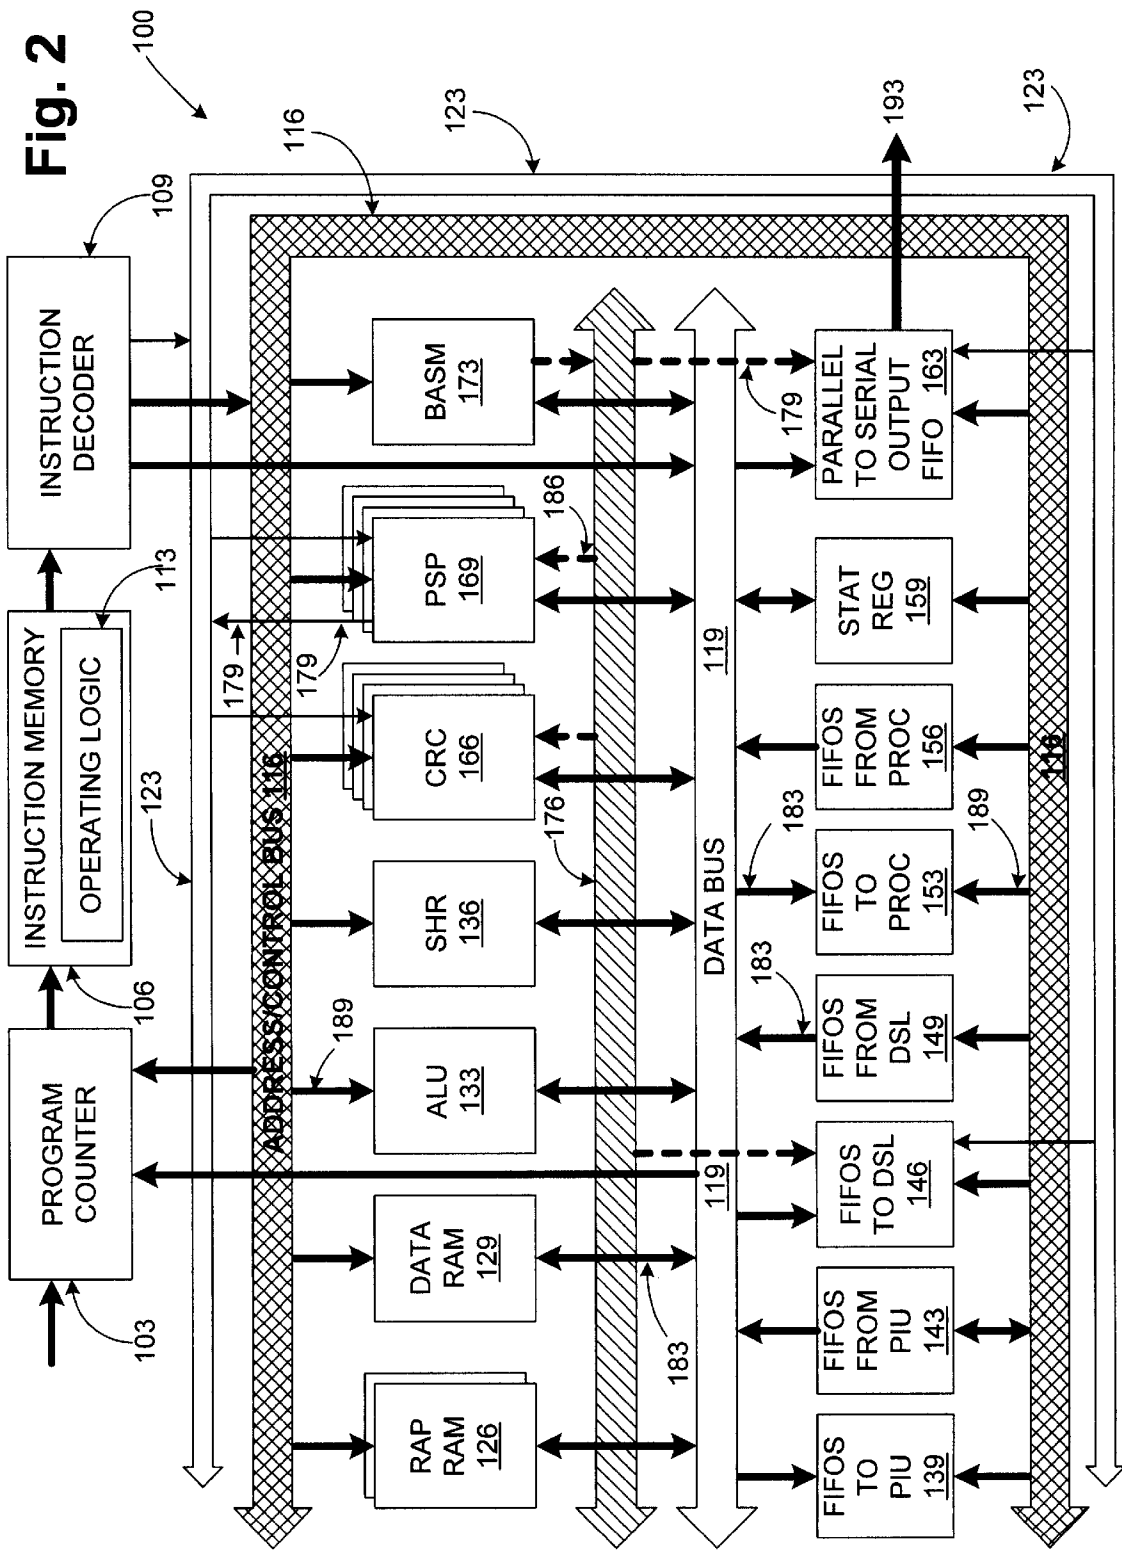 Fig. 2
100
109
INSTRUCTION
DECODER
113
INSTRUCTION MEMORY
OPERATING LOGIC
106
PROGRAM
COUNTER
103
123
116
123
123
ADDRESS/CONTROL BUS 116
179
179
189
RAP
RAM
126
DATA
RAM
129
ALU
133
SHR
136
CRC
166
PSP
169
BASM
173
186
176
183
119
DATA BUS
119
179
193
183
183
189
FIFOS
TO
PIU
139
FIFOS
FROM
PIU
143
FIFOS
TO DSL
146
FIFOS
FROM
DSL
149
FIFOS
TO
PROC
153
FIFOS
FROM
PROC
156
STAT
REG
159
PARALLEL
TO SERIAL
OUTPUT
FIFO 163
116